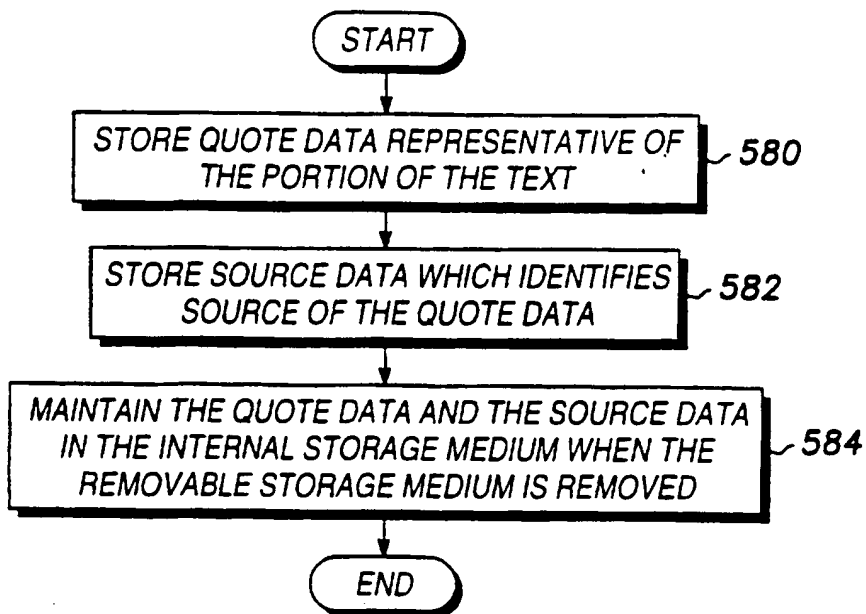 START
STORE QUOTE DATA REPRESENTATIVE OF
THE PORTION OF THE TEXT
580
STORE SOURCE DATA WHICH IDENTIFIES
SOURCE OF THE QUOTE DATA
582
MAINTAIN THE QUOTE DATA AND THE SOURCE DATA
IN THE INTERNAL STORAGE MEDIUM WHEN THE
REMOVABLE STORAGE MEDIUM IS REMOVED
584
END